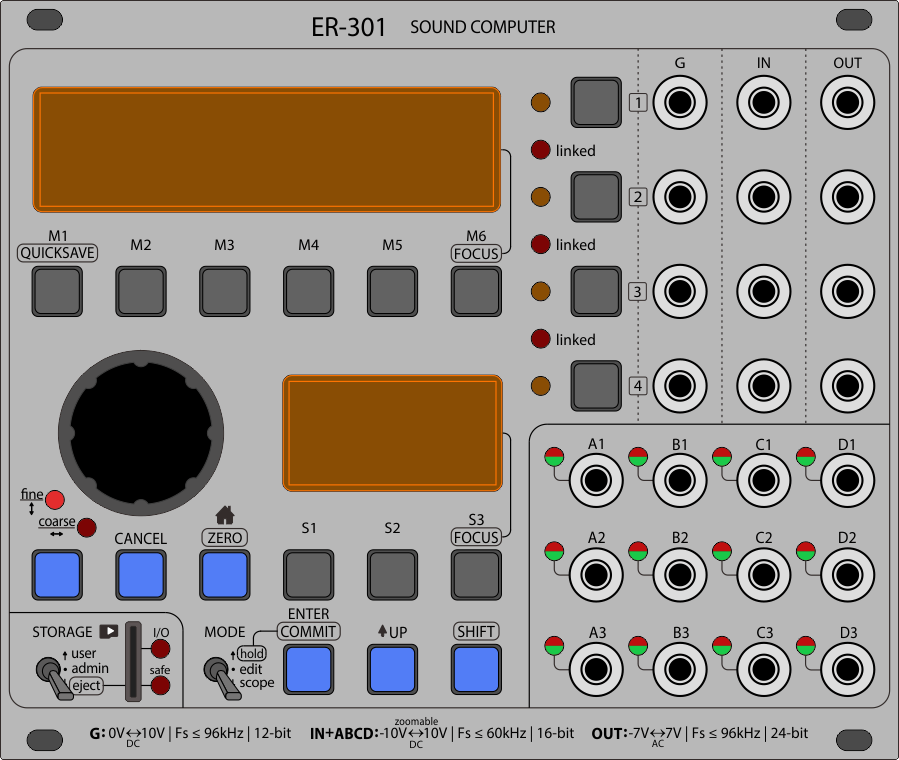 ER-301 SOUND COMPUTER
G IN OUT
1
linked
2
linked
3
linked
4
M1 M2 M3 M4 M5 M6
QUICKSAVE FOCUS
fine
coarse
CANCEL ZERO S1 S2 S3
FOCUS
A1 B1 C1 D1
A2 B2 C2 D2
A3 B3 C3 D3
STORAGE I/O
user
admin
eject
safe
MODE
hold
edit
scope
ENTER
COMMIT UP SHIFT
G: 0V↔10V | Fs ≤ 96kHz | 12-bit
DC
zoomable
IN+ABCD: -10V↔10V | Fs ≤ 60kHz | 16-bit
DC
OUT: -7V↔7V | Fs ≤ 96kHz | 24-bit
AC